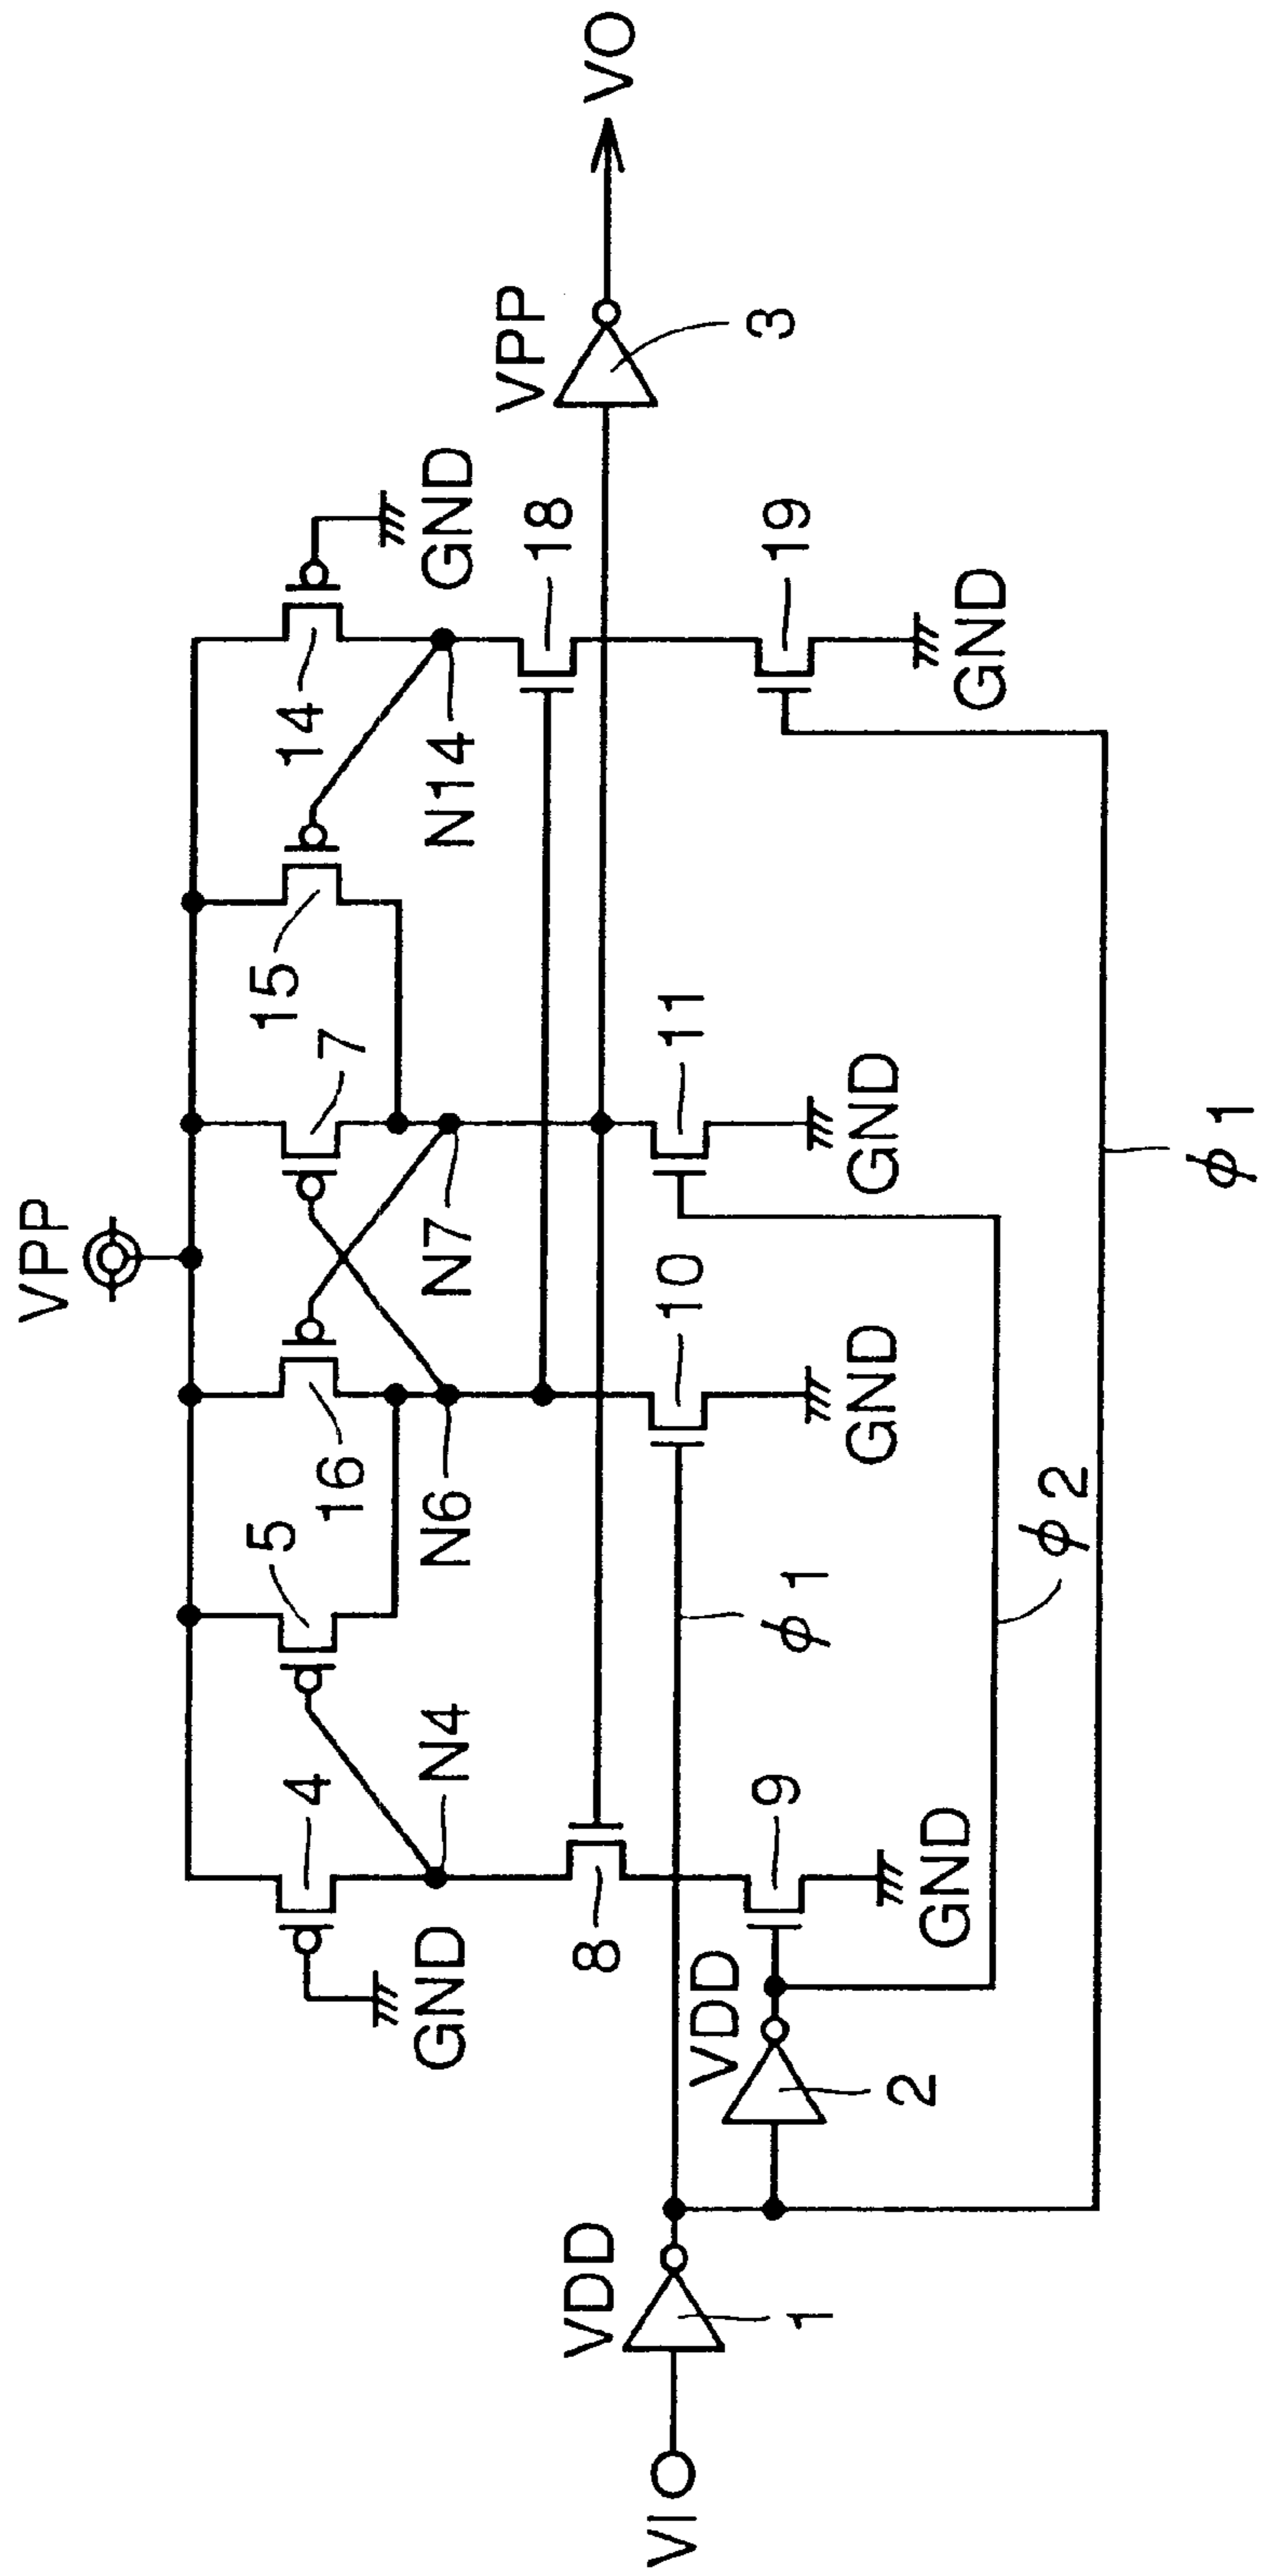 VPP
4
5
16
7
15
14
GND
N4
N6
N7
N14
GND
8
18
VPP
3
VO
VDD
VI
1
VDD
2
9
GND
φ1
10
GND
11
GND
19
GND
φ2
φ1